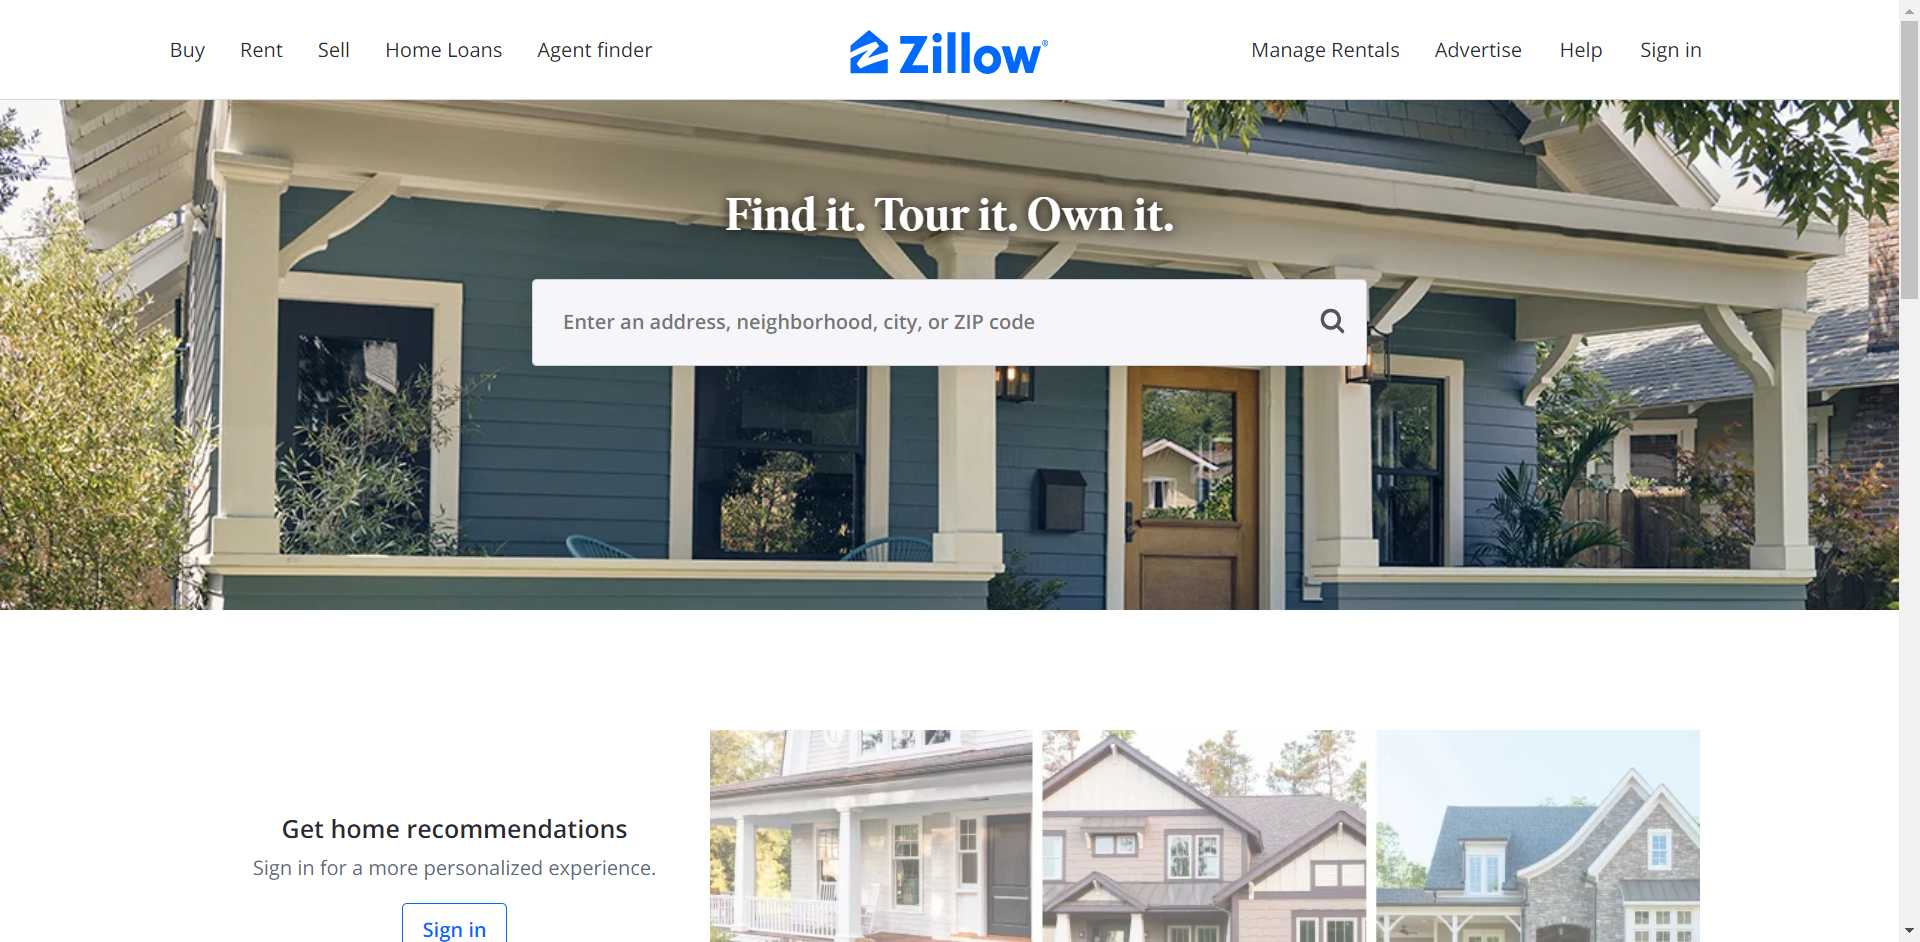 Buy Rent Sell Home Loans Agent finder Zillow® Manage Rentals Advertise Help Sign in
Find it. Tour it. Own it.
Enter an address, neighborhood, city, or ZIP code
Get home recommendations
Sign in for a more personalized experience.
Sign in